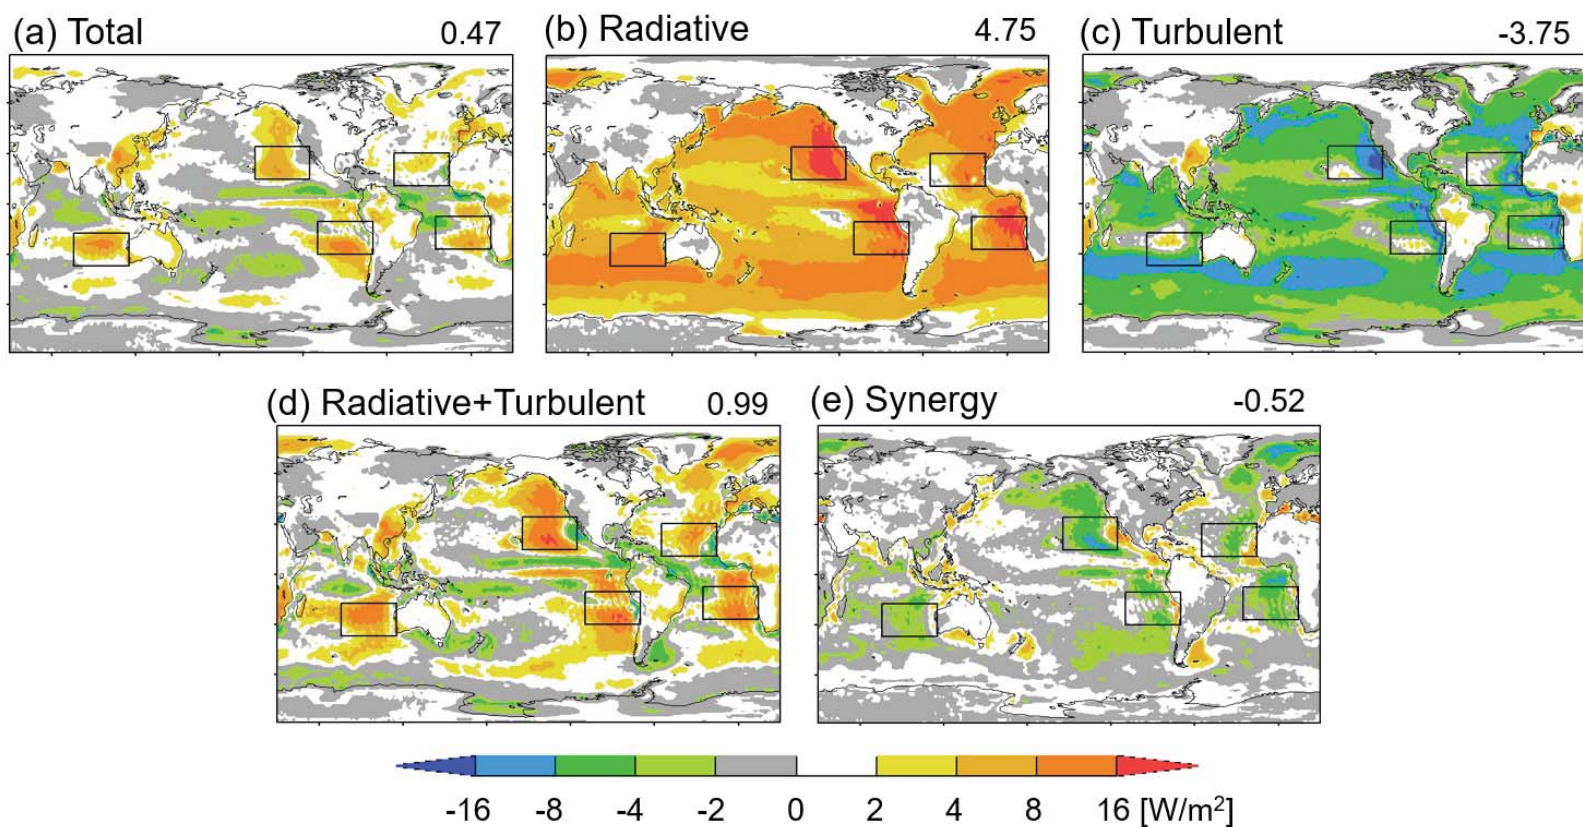 (a) Total 0.47
(b) Radiative 4.75
(c) Turbulent -3.75
(d) Radiative+Turbulent 0.99
(e) Synergy -0.52
-16 -8 -4 -2 0 2 4 8 16 [W/m²]